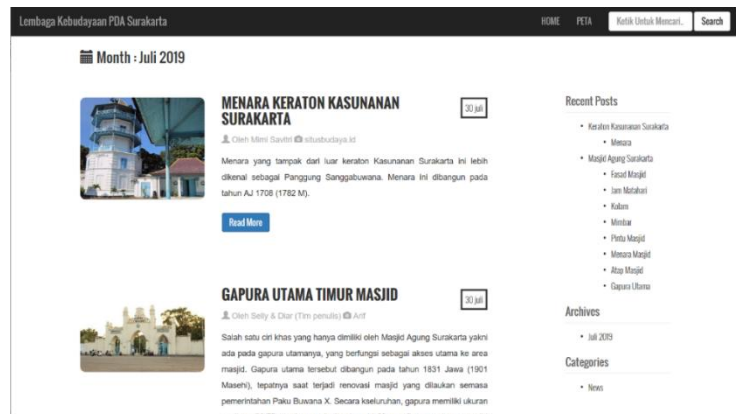 Lembaga Kebudayaan PDA Surakarta
HOME
PETA
Ketik Untuk Mencari..
Search
Month : Juli 2019
MENARA KERATON KASUNANAN
SURAKARTA
30 juli
Oleh Mimi Savitri situsbudaya.id
Menara yang tampak dari luar keraton Kasunanan Surakarta ini lebih
dikenal sebagai Panggung Sanggabuwana. Menara ini dibangun pada
tahun AJ 1708 (1782 M).
Read More
GAPURA UTAMA TIMUR MASJID
30 juli
Oleh Selly & Diar (Tim penulis) Arif
Salah satu ciri khas yang hanya dimiliki oleh Masjid Agung Surakarta yakni
ada pada gapura utamanya, yang berfungsi sebagai akses utama ke area
masjid. Gapura utama tersebut dibangun pada tahun 1831 Jawa (1901
Masehi), tepatnya saat terjadi renovasi masjid yang dilaukan semasa
pemerintahan Paku Buwana X. Secara kseluruhan, gapura memiliki ukuran
Recent Posts
Keraton Kasunanan Surakarta
Menara
Masjid Agung Surakarta
Fasad Masjid
Jam Matahari
Kolam
Mimbar
Pintu Masjid
Menara Masjid
Atap Masjid
Gapura Utama
Archives
Juli 2019
Categories
News